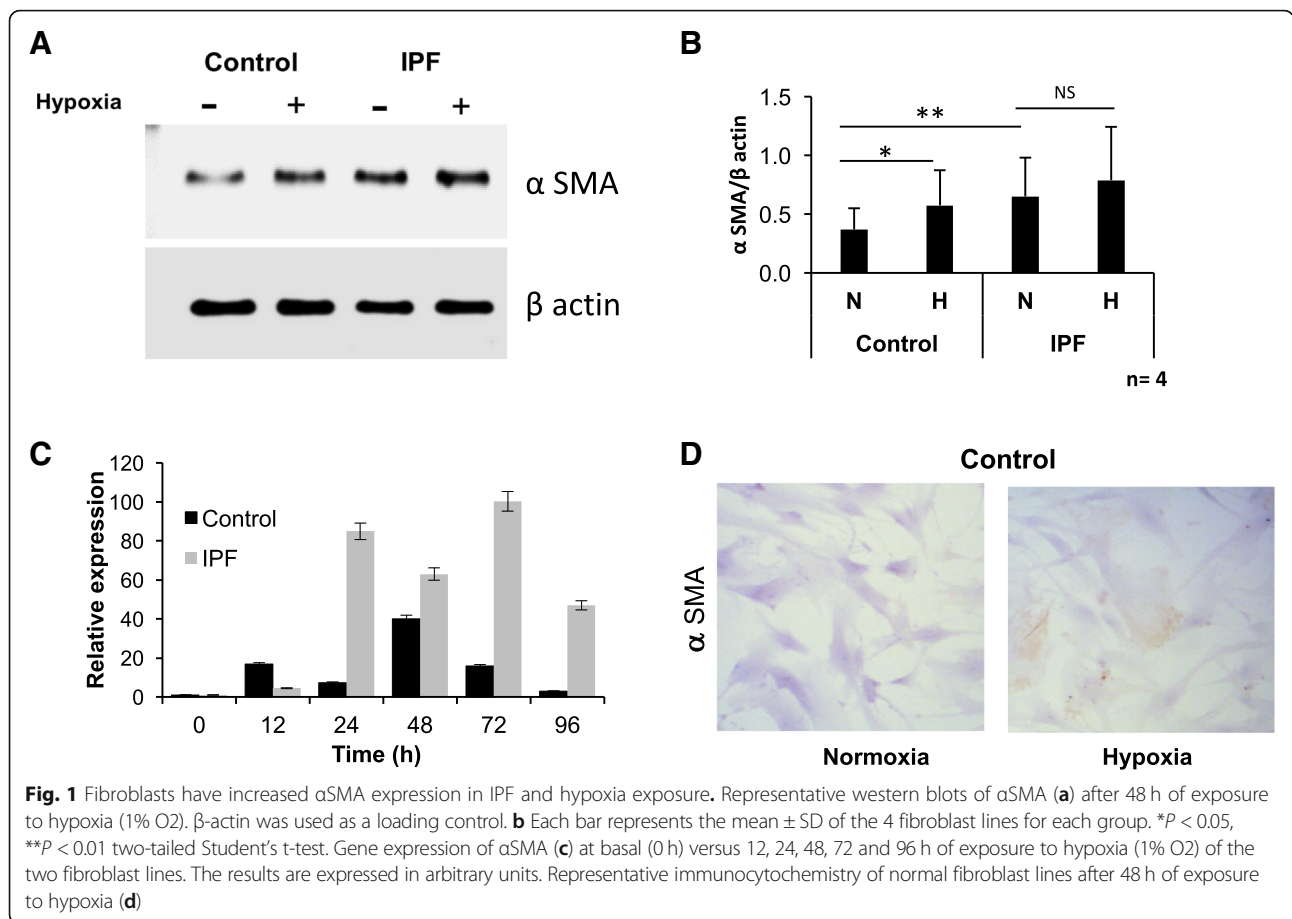 A
Control IPF
Hypoxia - + - +
α SMA
β actin
B
α SMA/β actin
1.5
1.0
0.5
0.0
*
**
NS
N H N H
Control IPF
n= 4
C
Relative expression
120
100
80
60
40
20
0
Control
IPF
0 12 24 48 72 96
Time (h)
D
Control
α SMA
Normoxia Hypoxia
Fig. 1 Fibroblasts have increased αSMA expression in IPF and hypoxia exposure. Representative western blots of αSMA (a) after 48 h of exposure
to hypoxia (1% O2). β-actin was used as a loading control. b Each bar represents the mean ± SD of the 4 fibroblast lines for each group. *P < 0.05,
**P < 0.01 two-tailed Student's t-test. Gene expression of αSMA (c) at basal (0 h) versus 12, 24, 48, 72 and 96 h of exposure to hypoxia (1% O2) of the
two fibroblast lines. The results are expressed in arbitrary units. Representative immunocytochemistry of normal fibroblast lines after 48 h of exposure
to hypoxia (d)